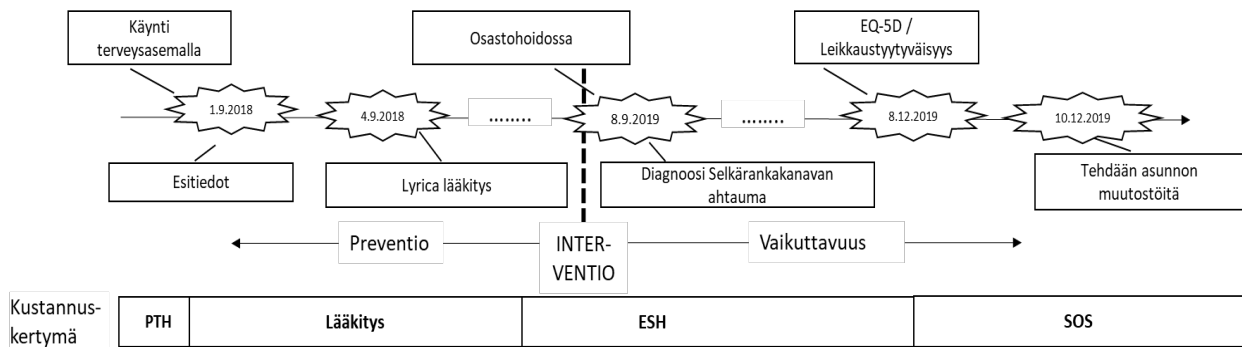 Käynti
terveysasemalla
Osastohoidossa
EQ-5D /
Leikkaustyytyväisyys
1.9.2018
4.9.2018
........
8.9.2019
........
8.12.2019
10.12.2019
Esitiedot
Lyrica lääkitys
Diagnoosi Selkärankakanavan
ahtauma
Tehdään asunnon
muutostöitä
Preventio
INTER-
VENTIO
Vaikuttavuus
Kustannus-
kertymä
PTH
Lääkitys
ESH
SOS